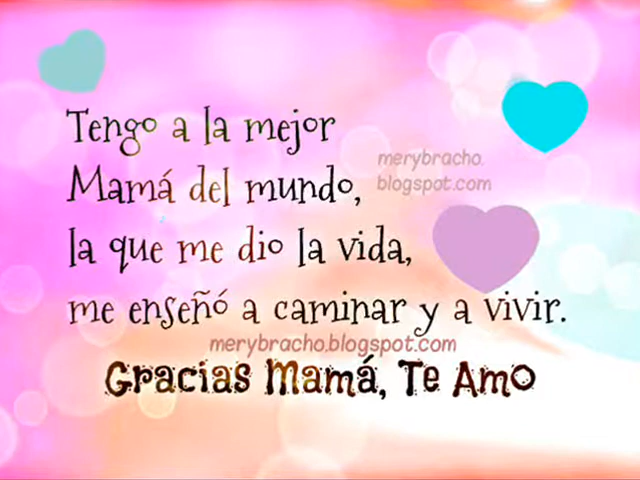 Tengo a la mejor
merybracho.
Mamá del mundo,
blogspot.com
la que me dio la vida,
me enseñó a caminar y a vivir.
merybracho.blogspot.com
Gracias Mamá, Te Amo